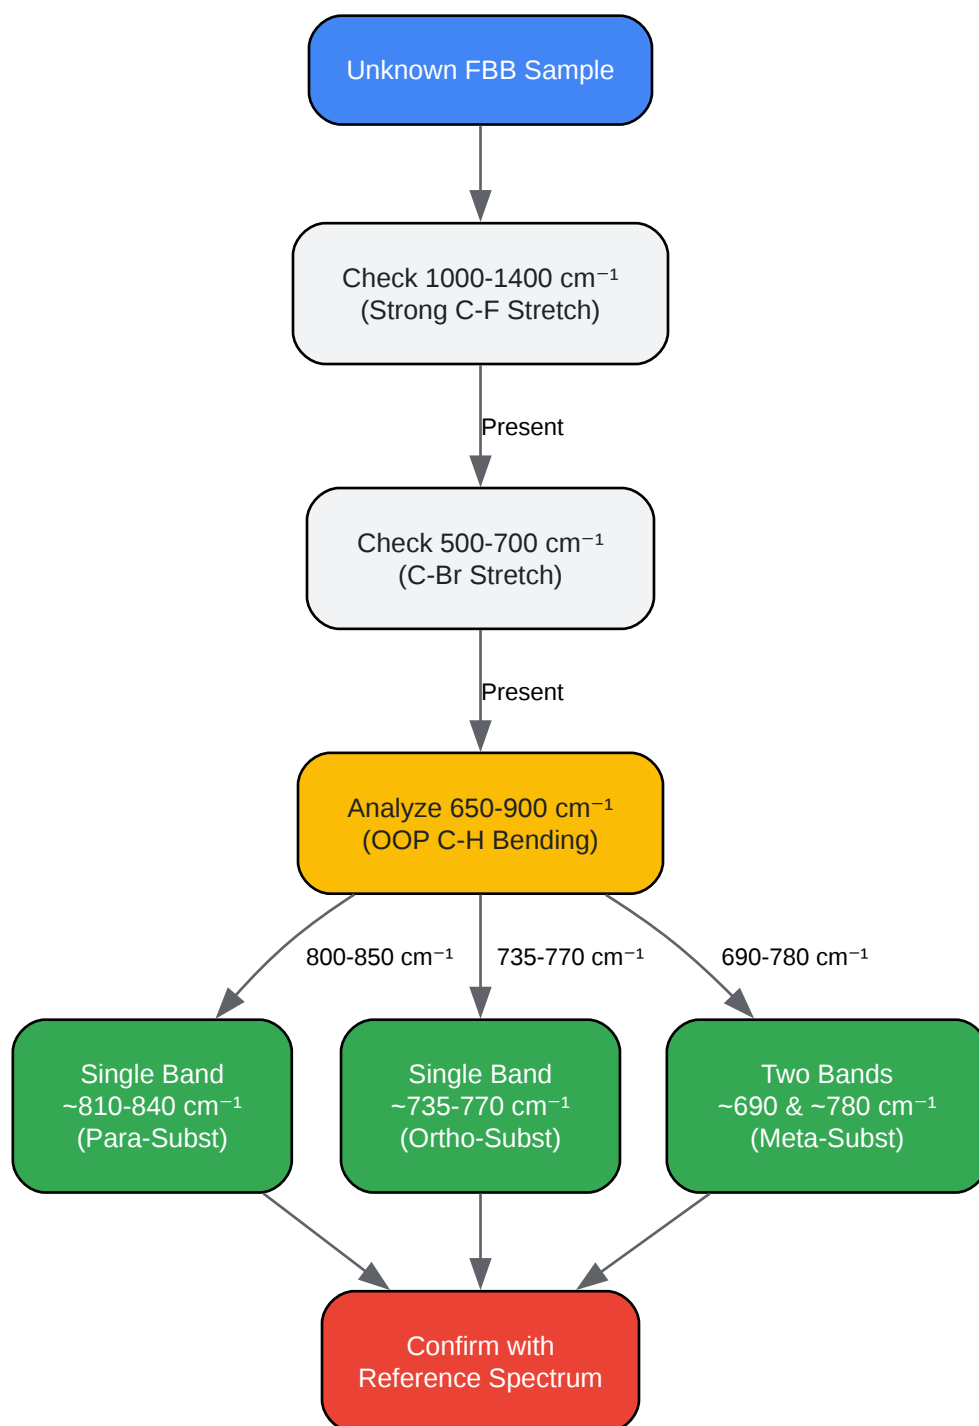 Unknown FBB Sample
Check 1000-1400 cm⁻¹
(Strong C-F Stretch)
Present
Check 500-700 cm⁻¹
(C-Br Stretch)
Present
Analyze 650-900 cm⁻¹
(OOP C-H Bending)
800-850 cm⁻¹
735-770 cm⁻¹
690-780 cm⁻¹
Single Band
~810-840 cm⁻¹
(Para-Subst)
Single Band
~735-770 cm⁻¹
(Ortho-Subst)
Two Bands
~690 & ~780 cm⁻¹
(Meta-Subst)
Confirm with
Reference Spectrum